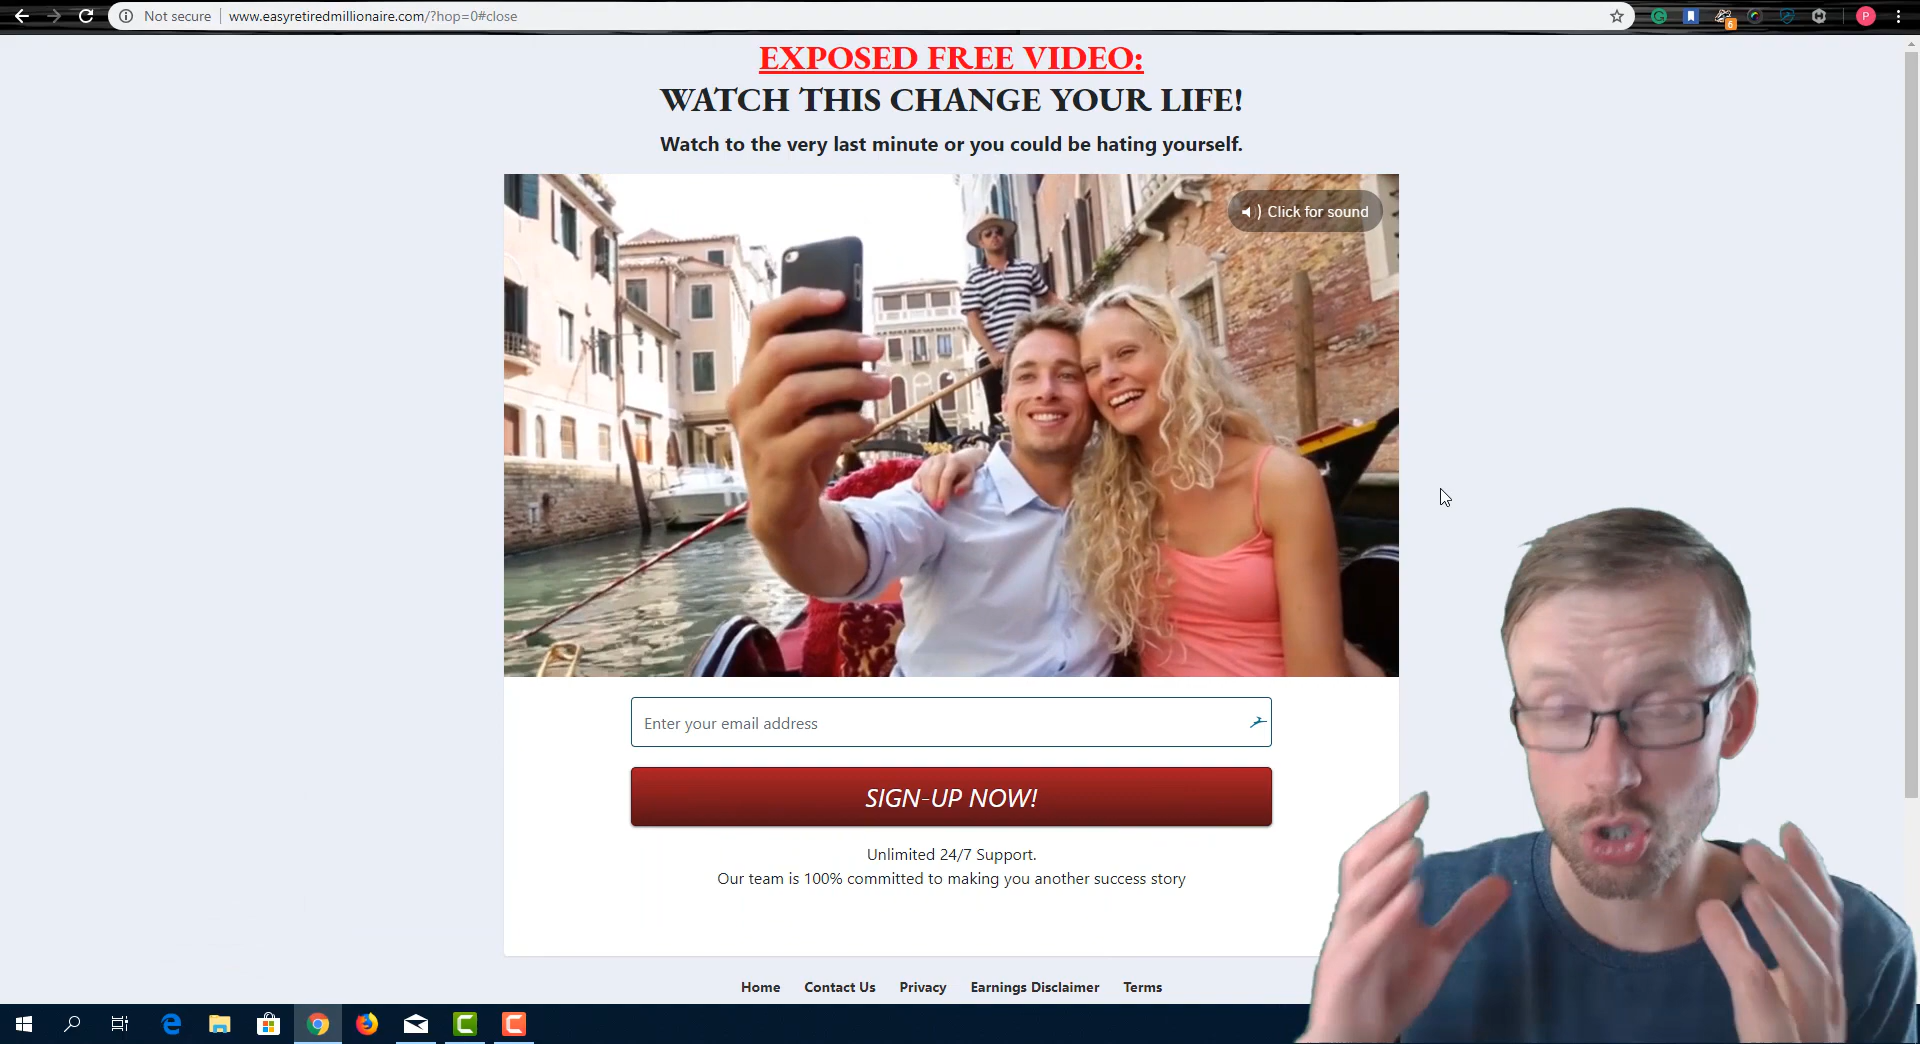 Not secure
www.easyretiredmillionaire.com/?hop=0#close
6
P
EXPOSED FREE VIDEO:
WATCH THIS CHANGE YOUR LIFE!
Watch to the very last minute or you could be hating yourself.
Click for sound
Enter your email address
SIGN-UP NOW!
Unlimited 24/7 Support.
Our team is 100% committed to making you another success story
Home Contact Us Privacy Earnings Disclaimer Terms